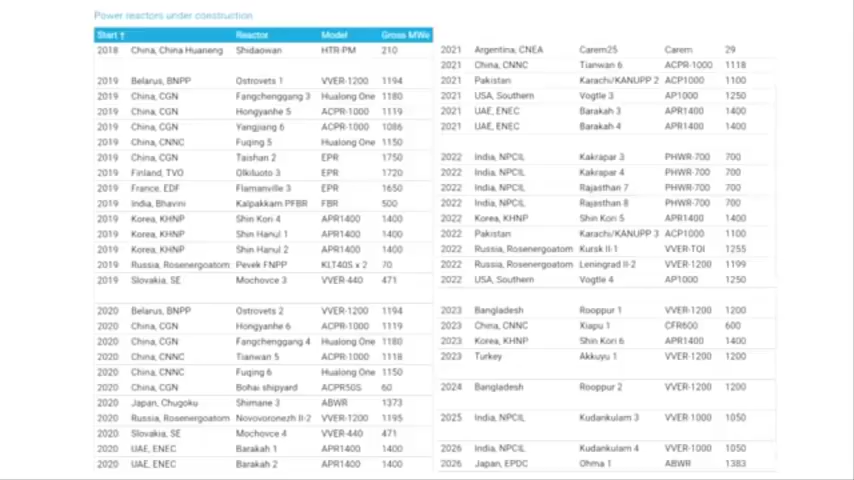 Power reactors under construction
Start † Reactor Model Gross MWe
2018 China, China Huaneng Shidaowan HTR-PM 210
2019 Belarus, BNPP Ostrovets 1 VVER-1200 1194
2019 China, CGN Fangchenggang 3 Hualong One 1180
2019 China, CGN Hongyanhe 5 ACPR-1000 1119
2019 China, CGN Yangjiang 6 ACPR-1000 1086
2019 China, CNNC Fuqing 5 Hualong One 1150
2019 China, CGN Taishan 2 EPR 1750
2019 Finland, TVO Olkiluoto 3 EPR 1720
2019 France, EDF Flamanville 3 EPR 1650
2019 India, Bhavini Kalpakkam PFBR FBR 500
2019 Korea, KHNP Shin Kori 4 APR1400 1400
2019 Korea, KHNP Shin Hanul 1 APR1400 1400
2019 Korea, KHNP Shin Hanul 2 APR1400 1400
2019 Russia, Rosenergoatom Pevek FNPP KLT40S x 2 70
2019 Slovakia, SE Mochovce 3 VVER-440 471
2020 Belarus, BNPP Ostrovets 2 VVER-1200 1194
2020 China, CGN Hongyanhe 6 ACPR-1000 1119
2020 China, CGN Fangchenggang 4 Hualong One 1180
2020 China, CNNC Tianwan 5 ACPR-1000 1118
2020 China, CNNC Fuqing 6 Hualong One 1150
2020 China, CGN Bohai shipyard ACPR50S 60
2020 Japan, Chugoku Shimane 3 ABWR 1373
2020 Russia, Rosenergoatom Novovoronezh II-2 VVER-1200 1195
2020 Slovakia, SE Mochovce 4 VVER-440 471
2020 UAE, ENEC Barakah 1 APR1400 1400
2020 UAE, ENEC Barakah 2 APR1400 1400
2021 Argentina, CNEA Carem25 Carem 29
2021 China, CNNC Tianwan 6 ACPR-1000 1118
2021 Pakistan Karachi/KANUPP 2 ACP1000 1100
2021 USA, Southern Vogtle 3 AP1000 1250
2021 UAE, ENEC Barakah 3 APR1400 1400
2021 UAE, ENEC Barakah 4 APR1400 1400
2022 India, NPCIL Kakrapar 3 PHWR-700 700
2022 India, NPCIL Kakrapar 4 PHWR-700 700
2022 India, NPCIL Rajasthan 7 PHWR-700 700
2022 India, NPCIL Rajasthan 8 PHWR-700 700
2022 Korea, KHNP Shin Kori 5 APR1400 1400
2022 Pakistan Karachi/KANUPP 3 ACP1000 1100
2022 Russia, Rosenergoatom Kursk II-1 VVER-TOI 1255
2022 Russia, Rosenergoatom Leningrad II-2 VVER-1200 1199
2022 USA, Southern Vogtle 4 AP1000 1250
2023 Bangladesh Rooppur 1 VVER-1200 1200
2023 China, CNNC Xiapu 1 CFR600 600
2023 Korea, KHNP Shin Kori 6 APR1400 1400
2023 Turkey Akkuyu 1 VVER-1200 1200
2024 Bangladesh Rooppur 2 VVER-1200 1200
2025 India, NPCIL Kudankulam 3 VVER-1000 1050
2026 India, NPCIL Kudankulam 4 VVER-1000 1050
2026 Japan, EPDC Ohma 1 ABWR 1383